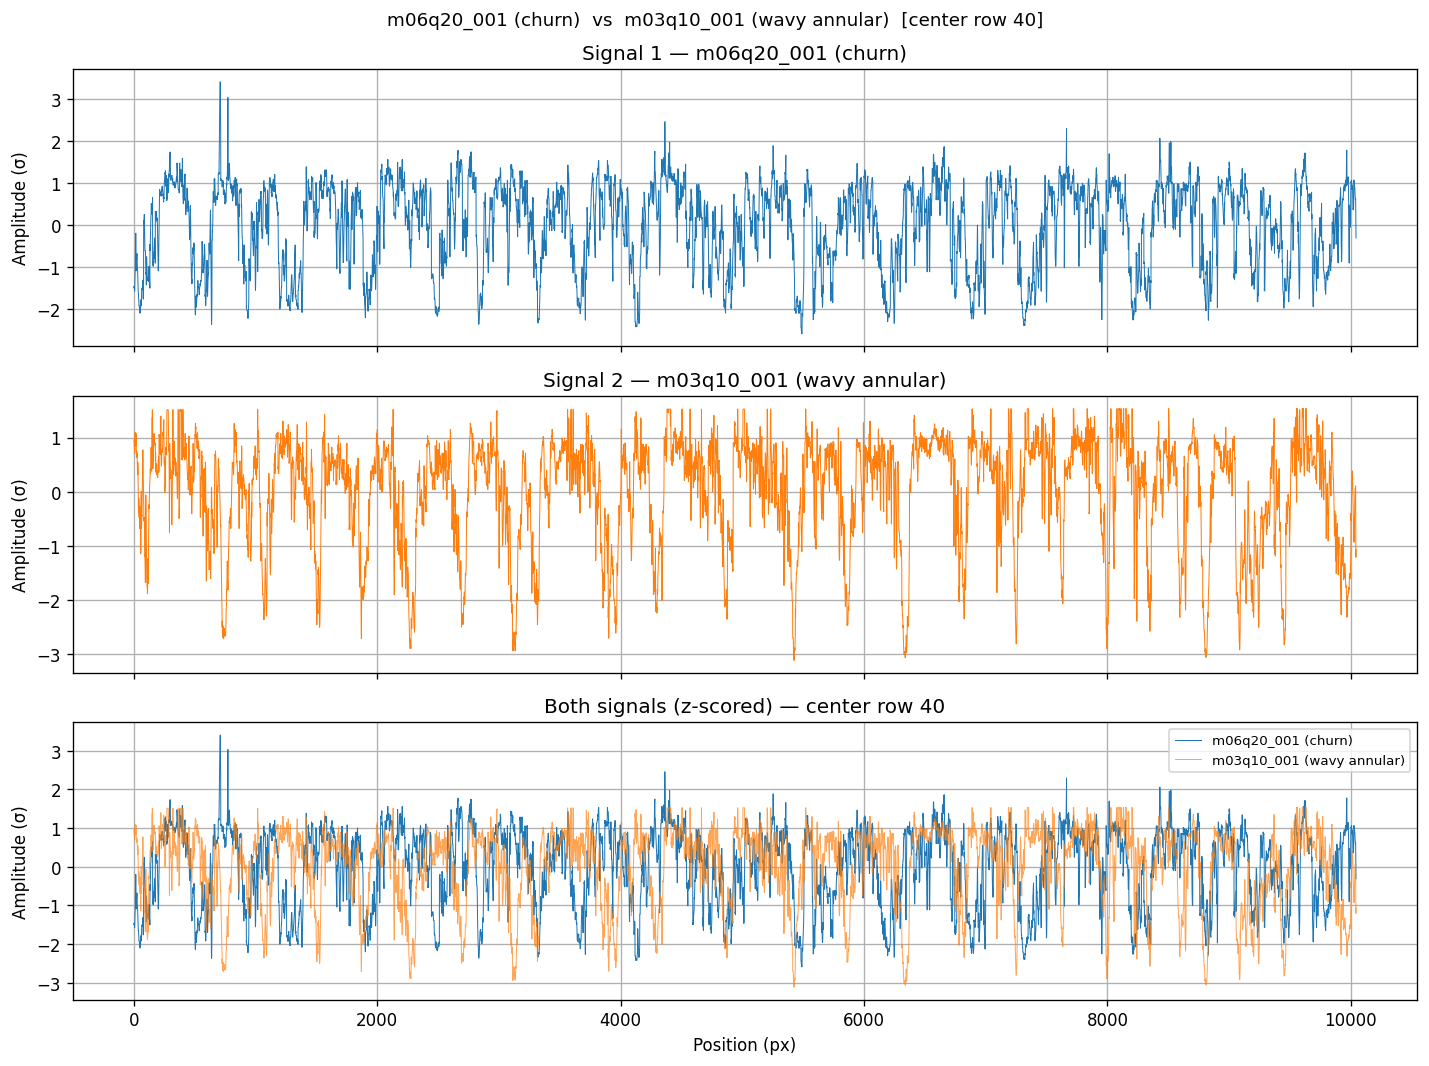 m06q20_001 (churn)  vs  m03q10_001 (wavy annular)  [center row 40]
Signal 1 — m06q20_001 (churn)
Amplitude (σ)
3
2
1
0
−1
−2
Signal 2 — m03q10_001 (wavy annular)
Amplitude (σ)
1
0
−1
−2
−3
Both signals (z-scored) — center row 40
Amplitude (σ)
3
2
1
0
−1
−2
−3
m06q20_001 (churn)
m03q10_001 (wavy annular)
0 2000 4000 6000 8000 10000
Position (px)